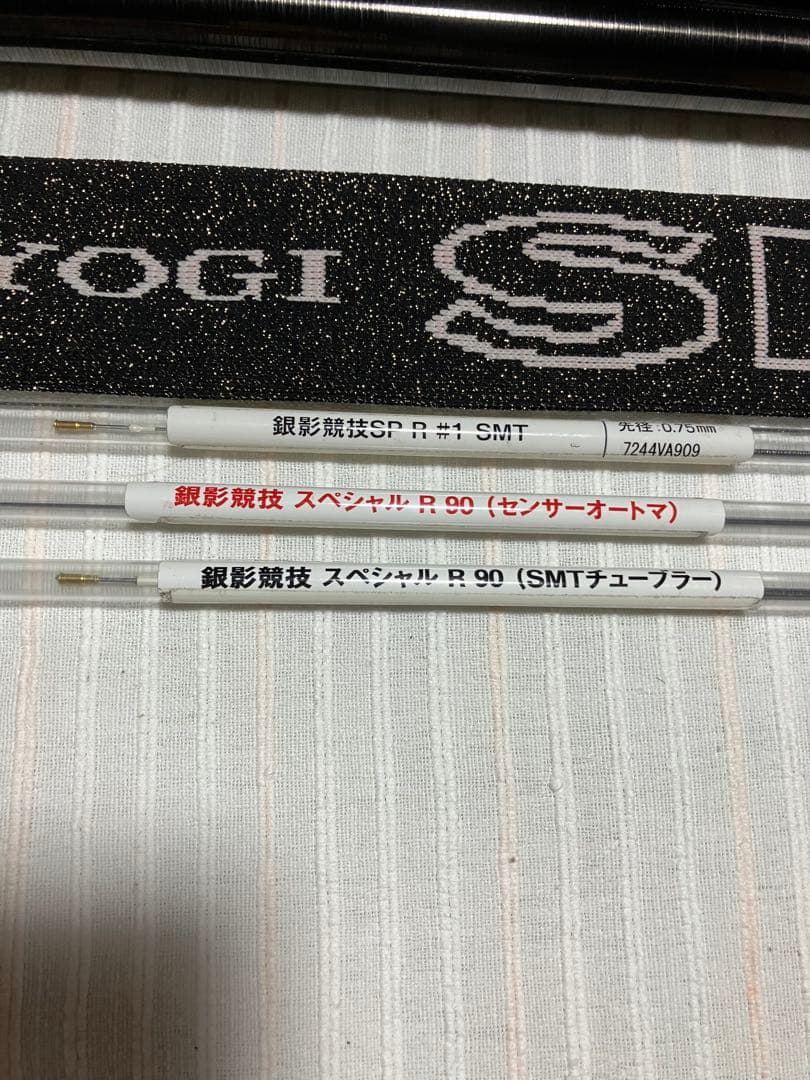 YOGI S
銀影競技SP R #1 SMT
先径:0.75mm
7244VA909
銀影競技 スペシャル R 90 (センサーオートマ)
銀影競技 スペシャル R 90 (SMTチューブラー)